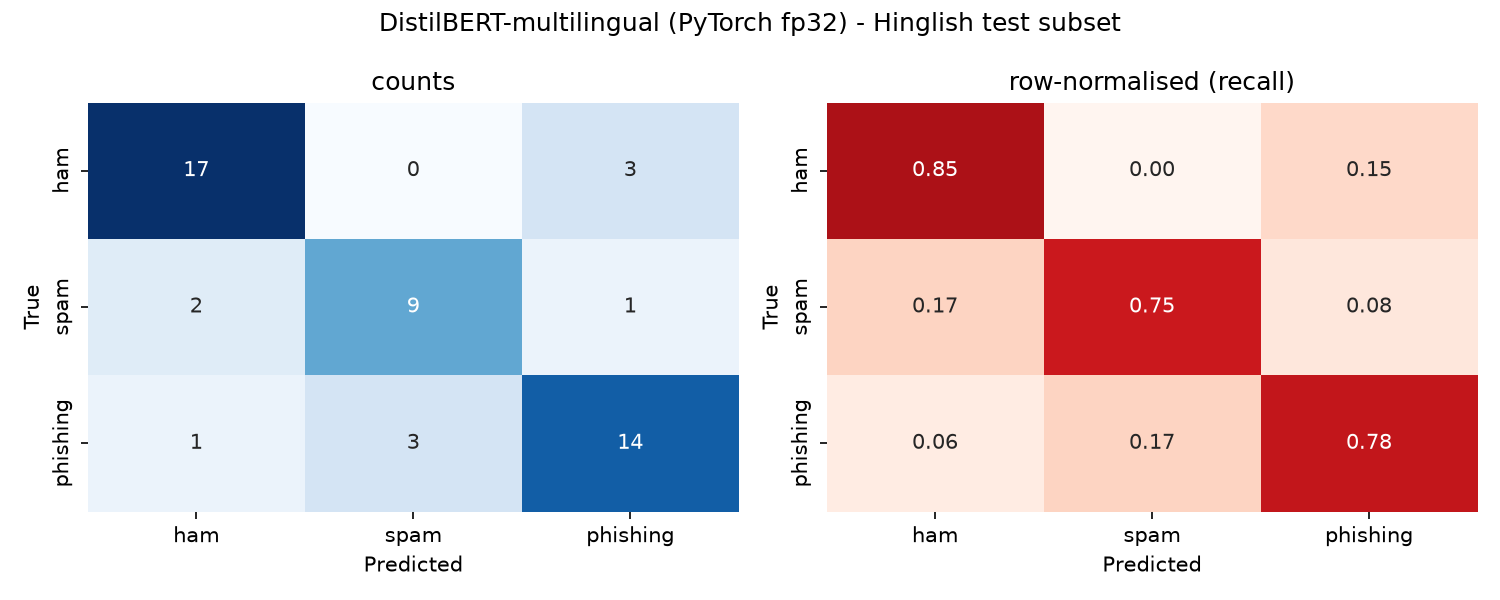 DistilBERT-multilingual (PyTorch fp32) - Hinglish test subset
counts
ham 17 0 3
spam 2 9 1
phishing 1 3 14
True
ham spam phishing
Predicted
row-normalised (recall)
ham 0.85 0.00 0.15
spam 0.17 0.75 0.08
phishing 0.06 0.17 0.78
True
ham spam phishing
Predicted